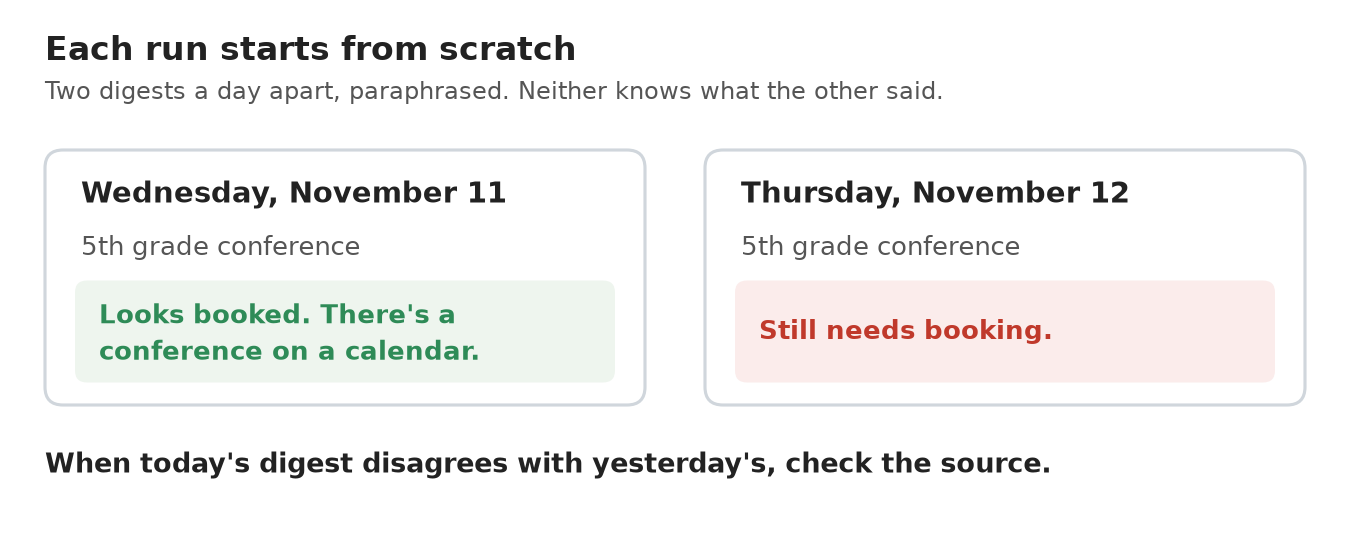 Each run starts from scratch
Two digests a day apart, paraphrased. Neither knows what the other said.
Wednesday, November 11
5th grade conference
Looks booked. There's a
conference on a calendar.
Thursday, November 12
5th grade conference
Still needs booking.
When today's digest disagrees with yesterday's, check the source.